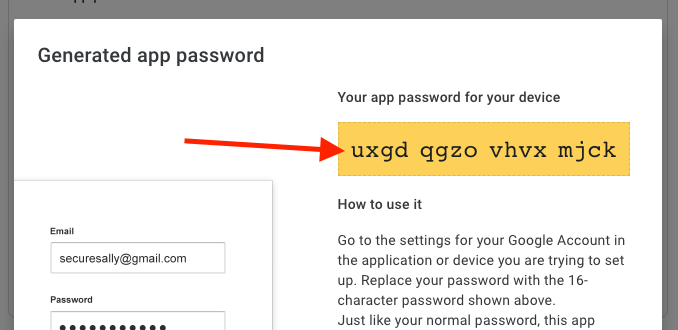 Generated app password
Your app password for your device
uxgd qgzo vhvx mjck
How to use it
Go to the settings for your Google Account in
the application or device you are trying to set
up. Replace your password with the 16-
character password shown above.
Just like your normal password, this app
Email
securesally@gmail.com
Password
●●●●●●●●●●●